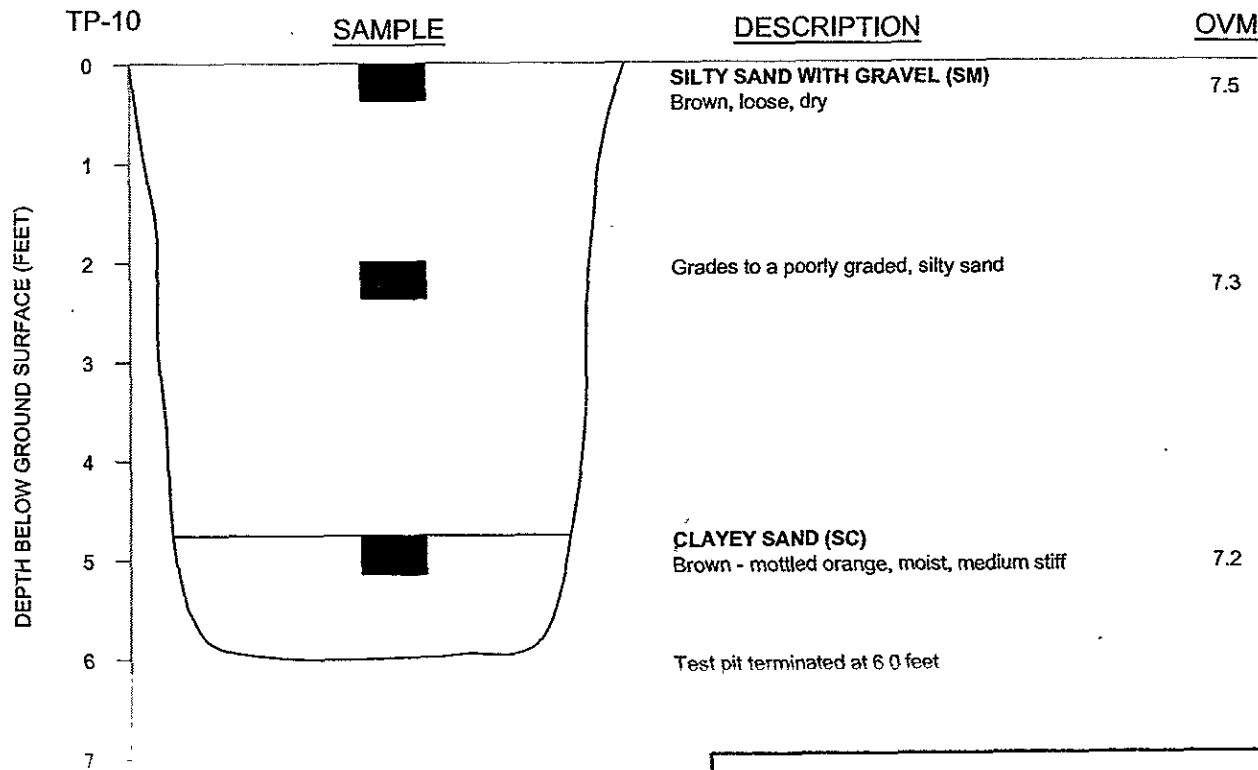 TP-10
SAMPLE
DESCRIPTION
OVM
DEPTH BELOW GROUND SURFACE (FEET)
0
SILTY SAND WITH GRAVEL (SM)
7.5
Brown, loose, dry
1
2
Grades to a poorly graded, silty sand
7.3
3
4
CLAYEY SAND (SC)
5
Brown - mottled orange, moist, medium stiff
7.2
6
Test pit terminated at 6.0 feet
7